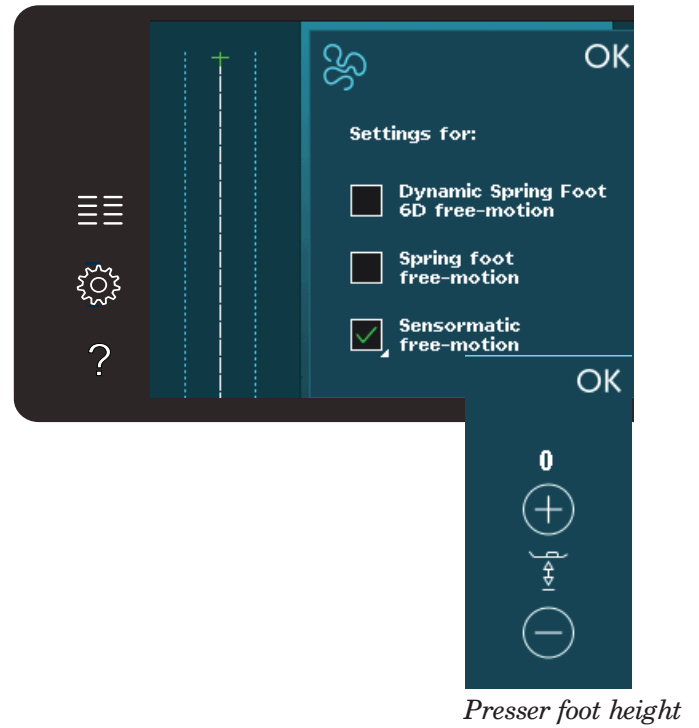 OK
Settings for:
Dynamic Spring Foot
6D free-motion
Spring foot
free-motion
Sensormatic
free-motion
?
OK
0
Presser foot height